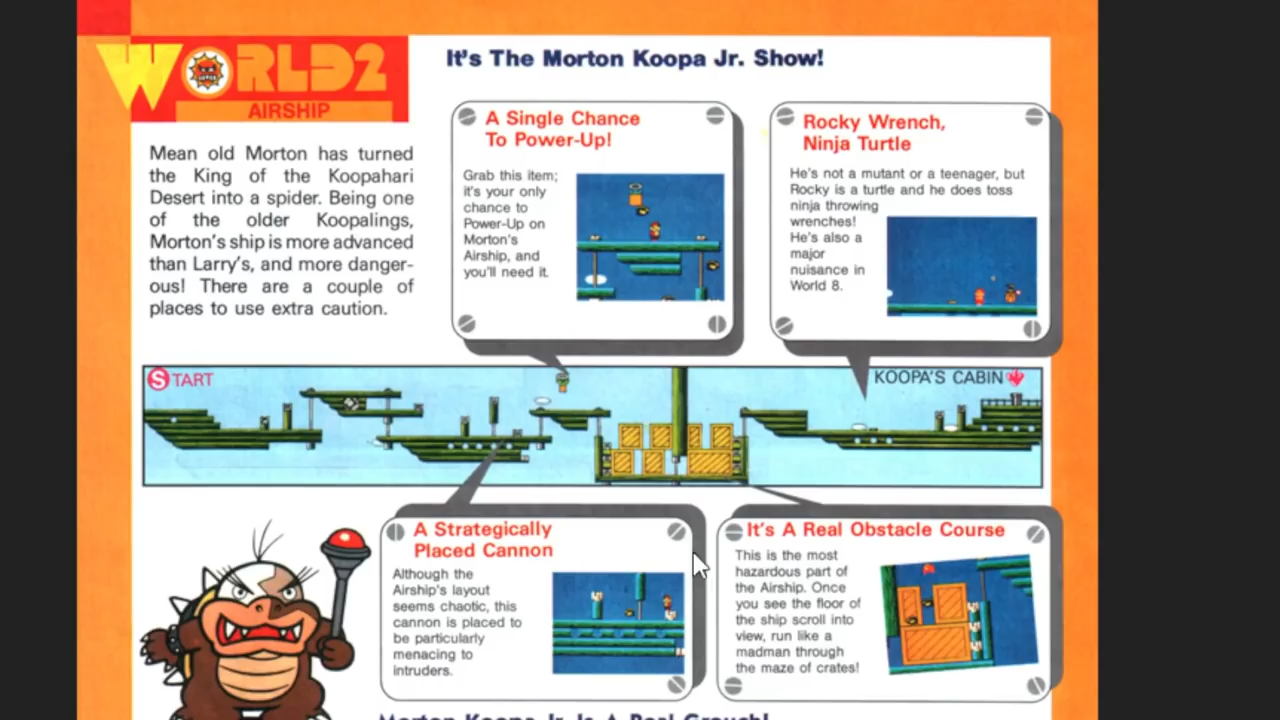 WORLD 2
AIRSHIP
It's The Morton Koopa Jr. Show!
Mean old Morton has turned
the King of the Koopahari
Desert into a spider. Being one
of the older Koopalings,
Morton's ship is more advanced
than Larry's, and more danger-
ous! There are a couple of
places to use extra caution.
A Single Chance
To Power-Up!
Grab this item;
it's your only
chance to
Power-Up on
Morton's
Airship, and
you'll need it.
Rocky Wrench,
Ninja Turtle
He's not a mutant or a teenager, but
Rocky is a turtle and he does toss
ninja throwing
wrenches!
He's also a
major
nuisance in
World 8.
START
KOOPA'S CABIN
A Strategically
Placed Cannon
Although the
Airship's layout
seems chaotic, this
cannon is placed to
be particularly
menacing to
intruders.
It's A Real Obstacle Course
This is the most
hazardous part of
the Airship. Once
you see the floor of
the ship scroll into
view, run like a
madman through
the maze of crates!
Morton Koopa Jr. Is A Real Grouch!